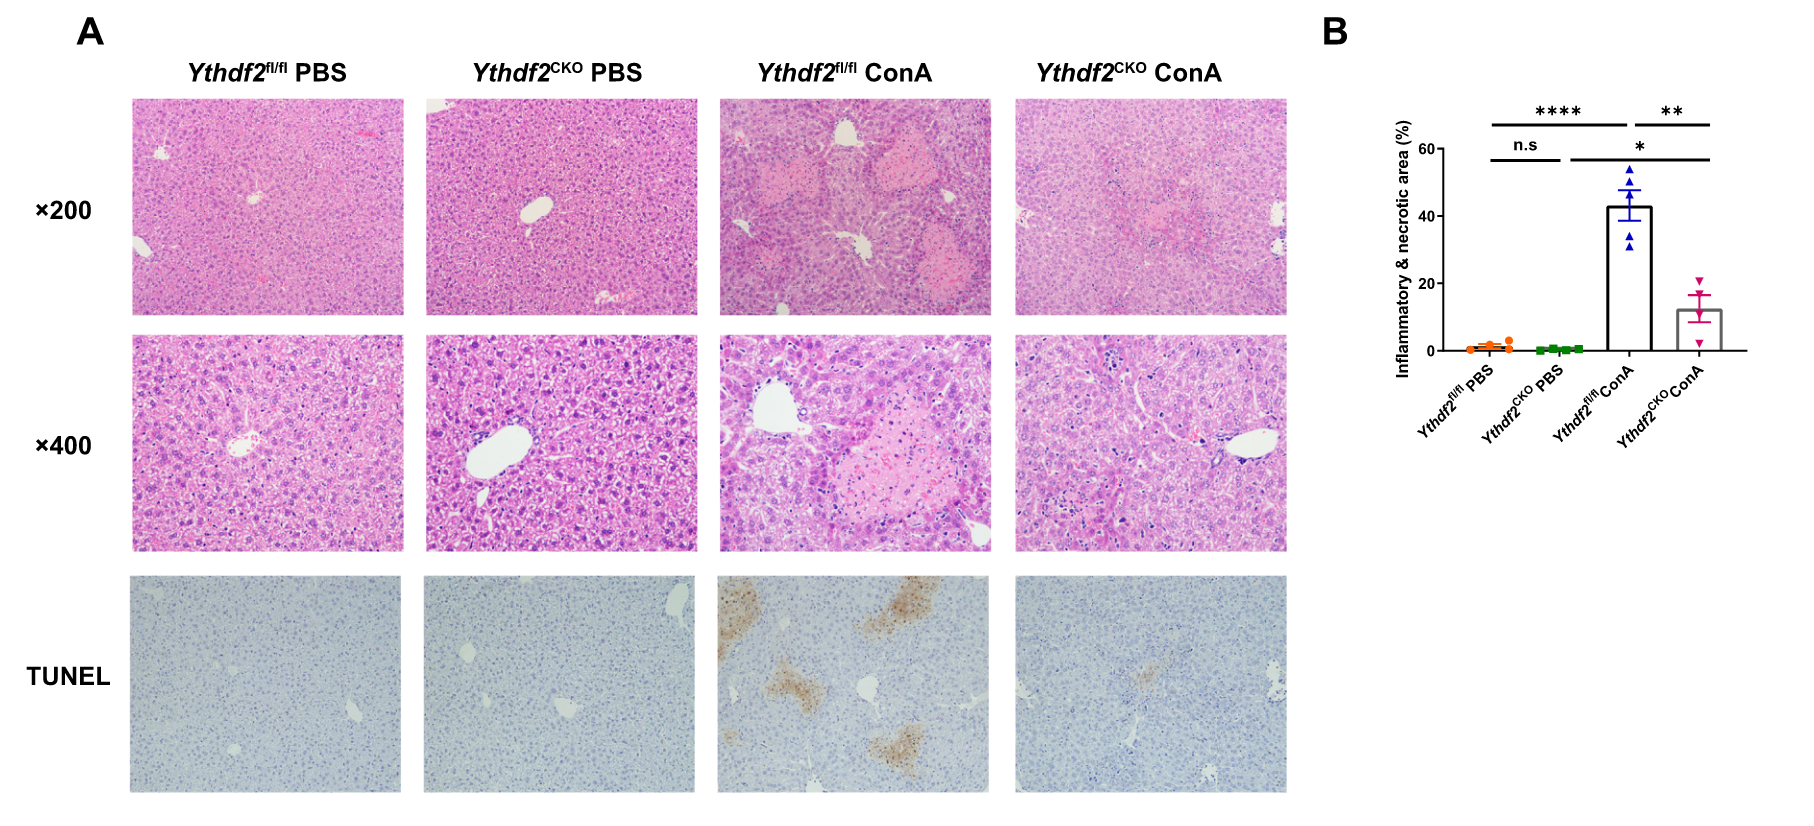 A
B
Ythdf2fl/fl PBS
Ythdf2CKO PBS
Ythdf2fl/fl ConA
Ythdf2CKO ConA
×200
×400
TUNEL
Inflammatory & necrotic area (%)
60
40
20
0
****
**
n.s
*
Ythdf2fl/fl PBS
Ythdf2CKO PBS
Ythdf2fl/fl ConA
Ythdf2CKO ConA